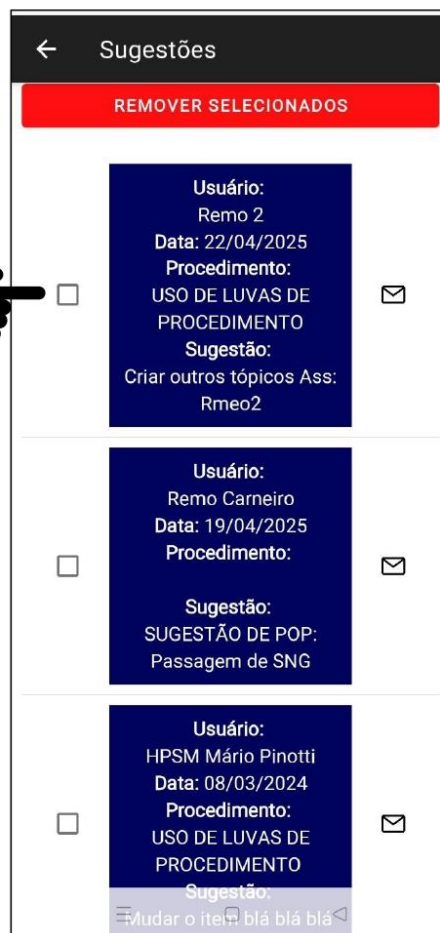 Sugestões
REMOVER SELECIONADOS
Usuário:
Remo 2
Data: 22/04/2025
Procedimento:
USO DE LUVAS DE
PROCEDIMENTO
Sugestão:
Criar outros tópicos Ass:
Rmeo2
Usuário:
Remo Carneiro
Data: 19/04/2025
Procedimento:
Sugestão:
SUGESTÃO DE POP:
Passagem de SNG
Usuário:
HPSM Mário Pinotti
Data: 08/03/2024
Procedimento:
USO DE LUVAS DE
PROCEDIMENTO
Sugestão:
Mudar o item blá blá blá